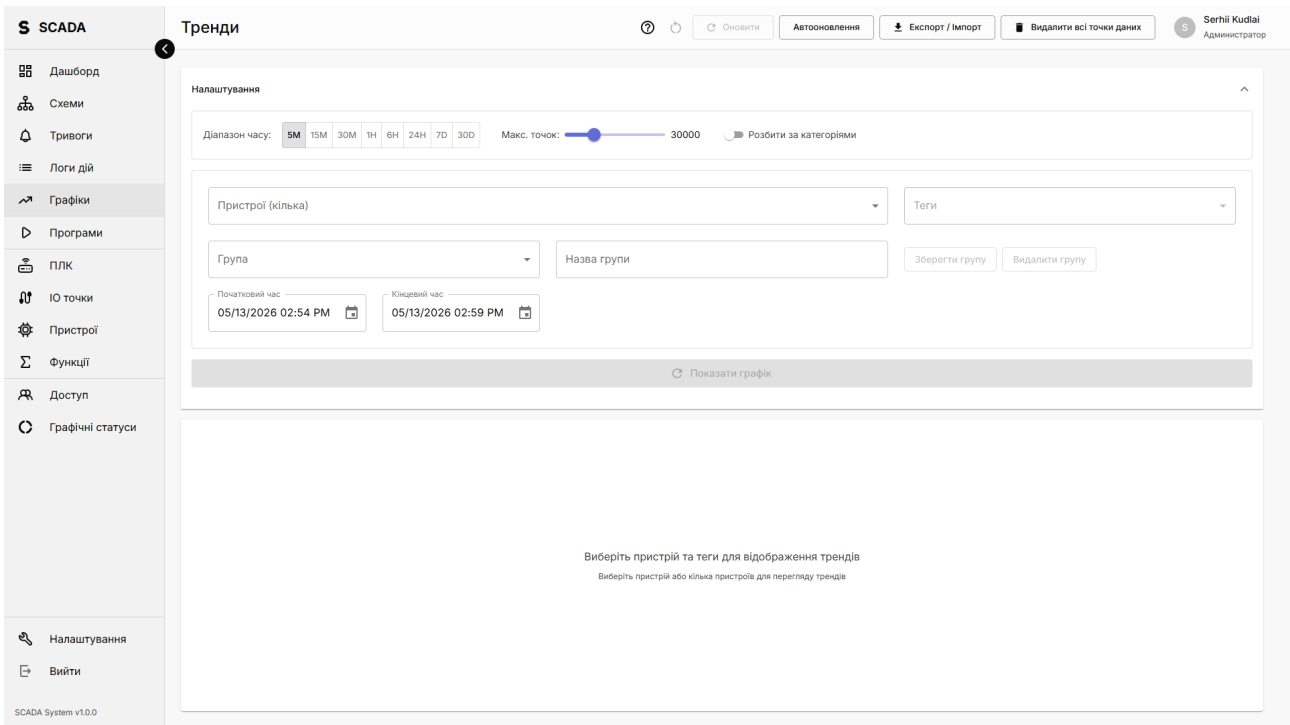 S SCADA
Тренди
Оновити
Автооновлення
Експорт / Імпорт
Видалити всі точки даних
S
Serhii Kudlai
Администратор
Дашборд
Схеми
Тривоги
Логи дій
Графіки
Програми
ПЛК
IO точки
Пристрої
Функції
Доступ
Графічні статуси
Налаштування
Вийти
SCADA System v1.0.0
Налаштування
Діапазон часу: 5M 15M 30M 1H 6H 24H 7D 30D Макс. точок: 30000 Розбити за категоріями
Пристрої (кілька)
Теги
Група
Назва групи
Зберегти групу
Видалити групу
Початковий час
05/13/2026 02:54 PM
Кінцевий час
05/13/2026 02:59 PM
Показати графік
Виберіть пристрій та теги для відображення трендів
Виберіть пристрій або кілька пристроїв для перегляду трендів